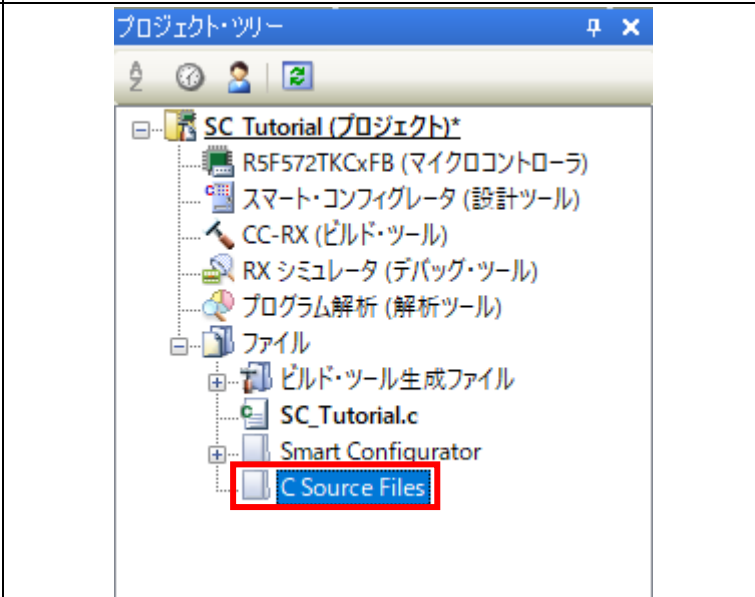 プロジェクト・ツリー
SC_Tutorial (プロジェクト)*
R5F572TKCxFB (マイクロコントローラ)
スマート・コンフィグレータ (設計ツール)
CC-RX (ビルド・ツール)
RX シミュレータ (デバッグ・ツール)
プログラム解析 (解析ツール)
ファイル
ビルド・ツール生成ファイル
SC_Tutorial.c
Smart Configurator
C Source Files